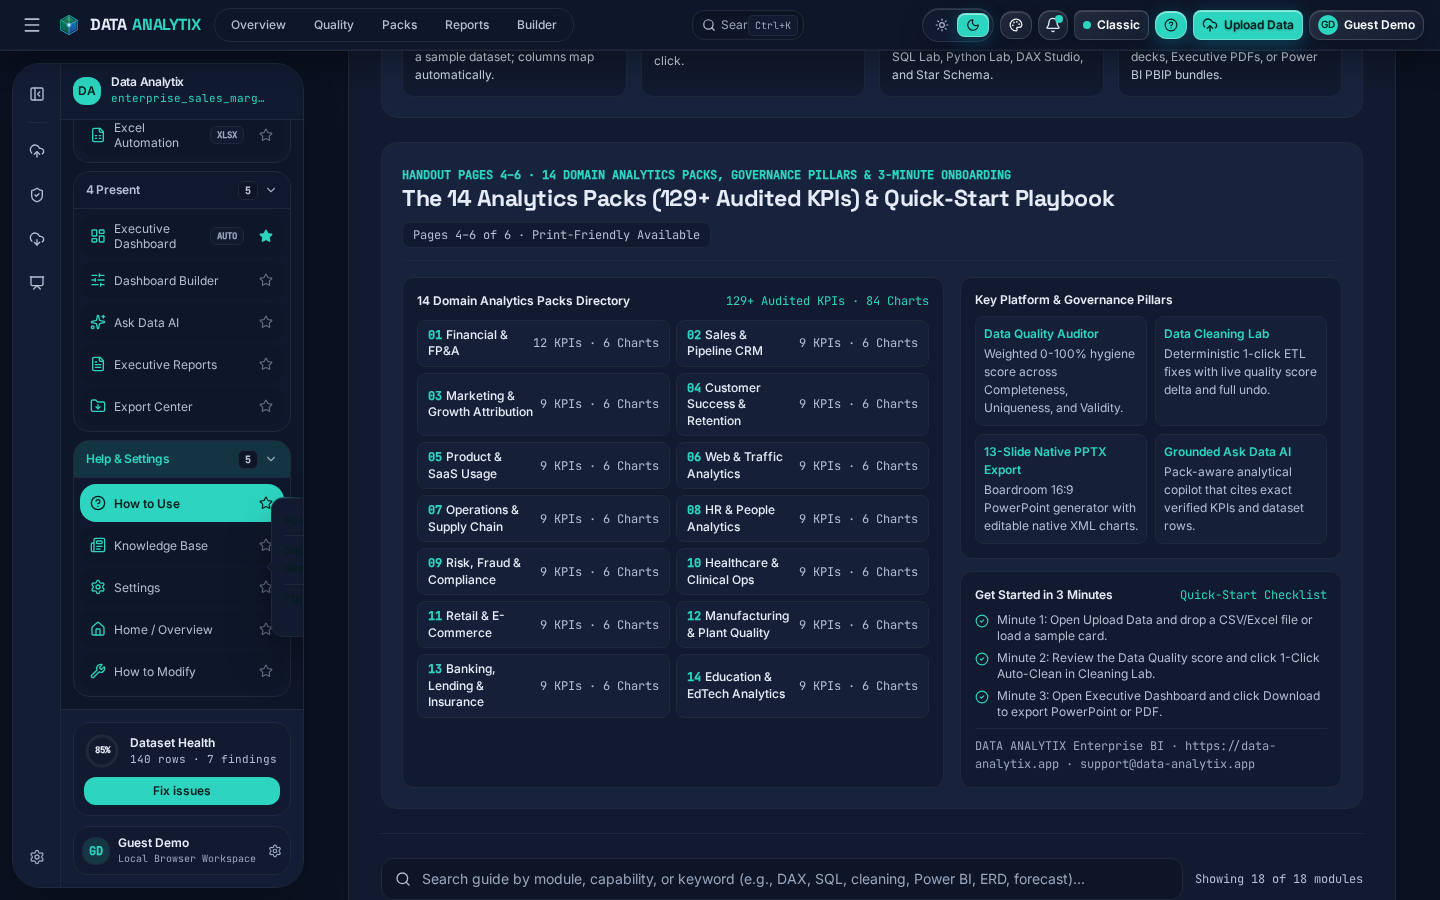 DATA ANALYTIX
Overview
Quality
Packs
Reports
Builder
Sear
Ctrl+K
Classic
Upload Data
GD
Guest Demo
DA
Data Analytix
enterprise_sales_marg…
Excel
Automation
XLSX
4 Present
5
Executive
Dashboard
AUTO
Dashboard Builder
Ask Data AI
Executive Reports
Export Center
Help & Settings
5
How to Use
Knowledge Base
Settings
Home / Overview
How to Modify
85%
Dataset Health
140 rows · 7 findings
Fix issues
GD
Guest Demo
Local Browser Workspace
a sample dataset; columns map
automatically.
click.
SQL Lab, Python Lab, DAX Studio,
and Star Schema.
decks, Executive PDFs, or Power
BI PBIP bundles.
HANDOUT PAGES 4–6 · 14 DOMAIN ANALYTICS PACKS, GOVERNANCE PILLARS & 3-MINUTE ONBOARDING
The 14 Analytics Packs (129+ Audited KPIs) & Quick-Start Playbook
Pages 4–6 of 6 · Print-Friendly Available
14 Domain Analytics Packs Directory
129+ Audited KPIs · 84 Charts
01 Financial &
FP&A
12 KPIs · 6 Charts
02 Sales &
Pipeline CRM
9 KPIs · 6 Charts
03 Marketing &
Growth Attribution
9 KPIs · 6 Charts
04 Customer
Success &
Retention
9 KPIs · 6 Charts
05 Product &
SaaS Usage
9 KPIs · 6 Charts
06 Web & Traffic
Analytics
9 KPIs · 6 Charts
07 Operations &
Supply Chain
9 KPIs · 6 Charts
08 HR & People
Analytics
9 KPIs · 6 Charts
09 Risk, Fraud &
Compliance
9 KPIs · 6 Charts
10 Healthcare &
Clinical Ops
9 KPIs · 6 Charts
11 Retail & E-
Commerce
9 KPIs · 6 Charts
12 Manufacturing
& Plant Quality
9 KPIs · 6 Charts
13 Banking,
Lending &
Insurance
9 KPIs · 6 Charts
14 Education &
EdTech Analytics
9 KPIs · 6 Charts
Key Platform & Governance Pillars
Data Quality Auditor
Weighted 0-100% hygiene
score across
Completeness,
Uniqueness, and Validity.
Data Cleaning Lab
Deterministic 1-click ETL
fixes with live quality score
delta and full undo.
13-Slide Native PPTX
Export
Boardroom 16:9
PowerPoint generator with
editable native XML charts.
Grounded Ask Data AI
Pack-aware analytical
copilot that cites exact
verified KPIs and dataset
rows.
Get Started in 3 Minutes
Quick-Start Checklist
Minute 1: Open Upload Data and drop a CSV/Excel file or
load a sample card.
Minute 2: Review the Data Quality score and click 1-Click
Auto-Clean in Cleaning Lab.
Minute 3: Open Executive Dashboard and click Download
to export PowerPoint or PDF.
DATA ANALYTIX Enterprise BI · https://data-
analytix.app · support@data-analytix.app
Search guide by module, capability, or keyword (e.g., DAX, SQL, cleaning, Power BI, ERD, forecast)...
Showing 18 of 18 modules